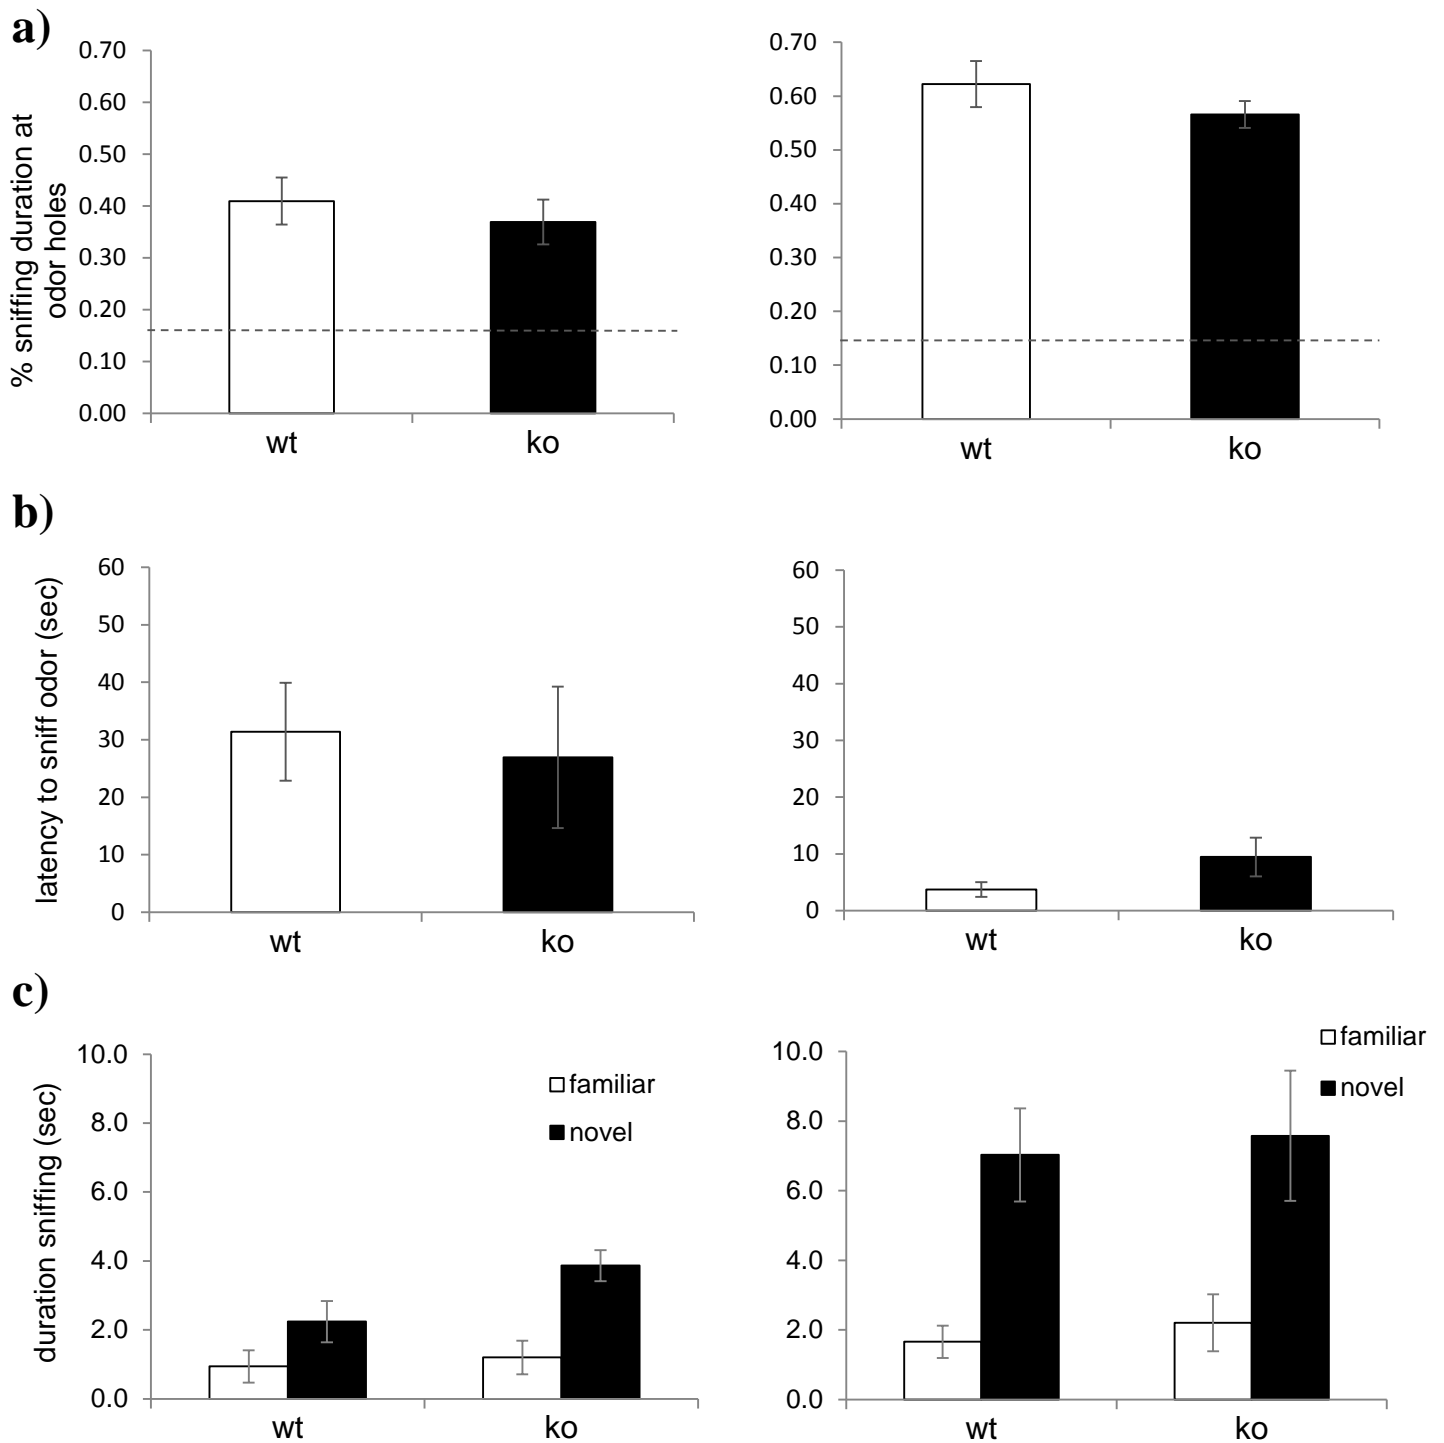 a)
% sniffing duration at
odor holes
0.70
0.60
0.50
0.40
0.30
0.20
0.10
0.00
wt ko
0.70
0.60
0.50
0.40
0.30
0.20
0.10
0.00
wt ko
b)
latency to sniff odor (sec)
60
50
40
30
20
10
0
wt ko
60
50
40
30
20
10
0
wt ko
c)
duration sniffing (sec)
10.0
8.0
6.0
4.0
2.0
0.0
familiar
novel
wt ko
10.0
8.0
6.0
4.0
2.0
0.0
familiar
novel
wt ko